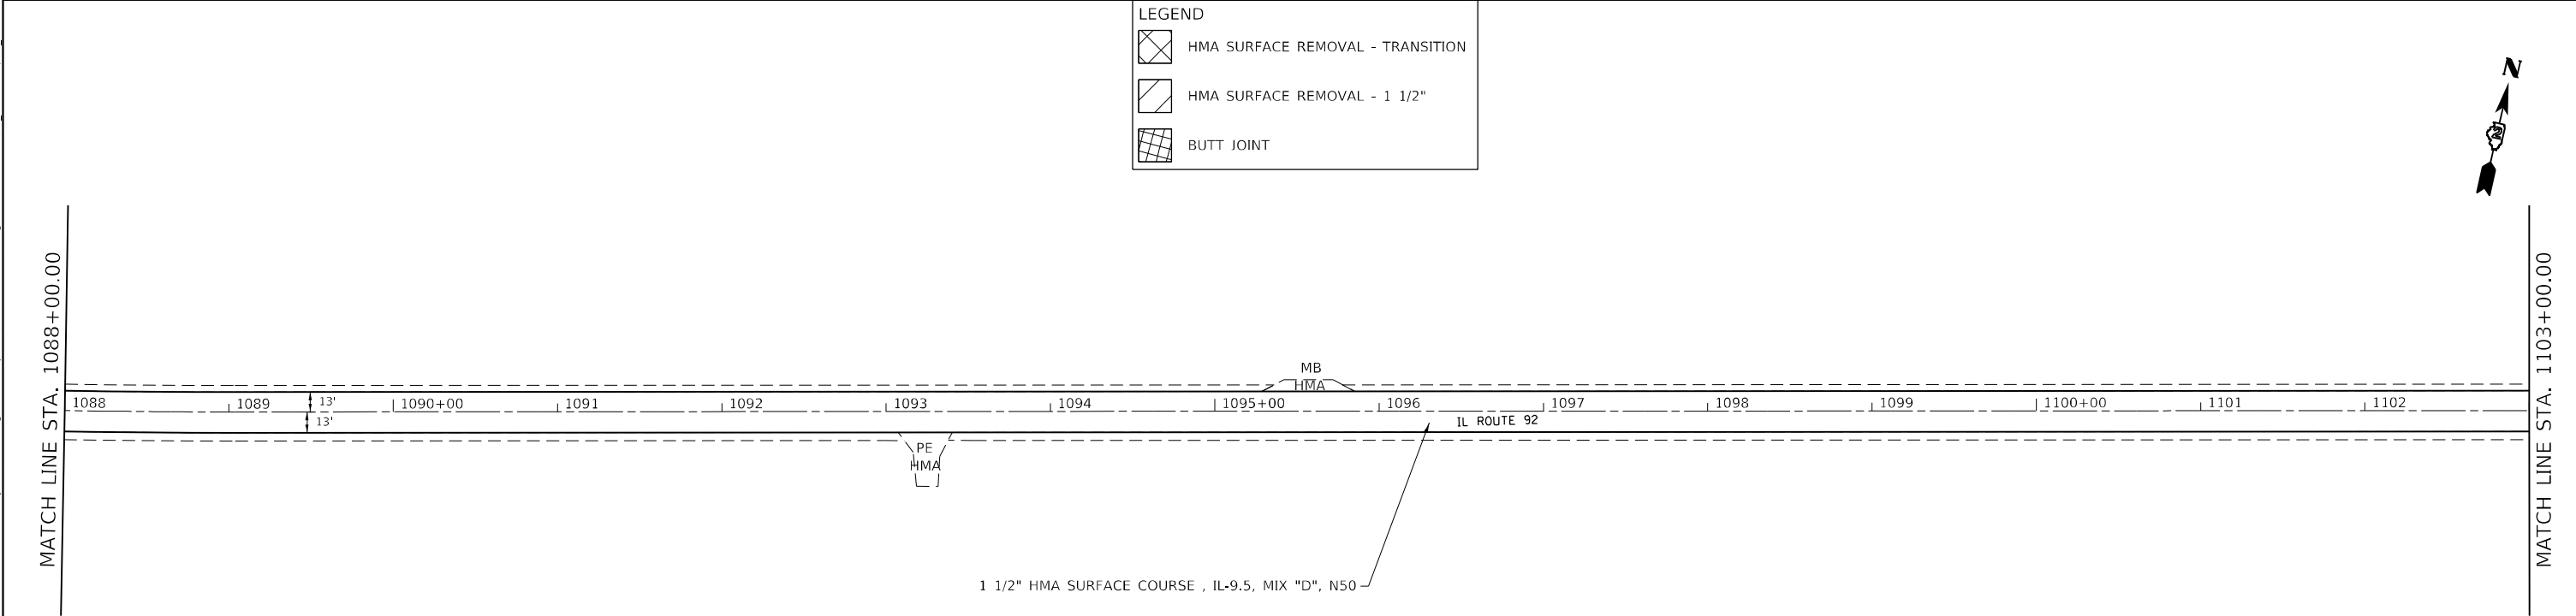 LEGEND
HMA SURFACE REMOVAL - TRANSITION
HMA SURFACE REMOVAL - 1 1/2"
BUTT JOINT
N
2
MATCH LINE STA. 1088+00.00
MATCH LINE STA. 1103+00.00
MB
HMA
1088 1089 13' 1090+00 1091 1092 1093 1094 1095+00 1096 1097 1098 1099 1100+00 1101 1102
13'
IL ROUTE 92
PE
HMA
1 1/2" HMA SURFACE COURSE , IL-9.5, MIX "D", N50